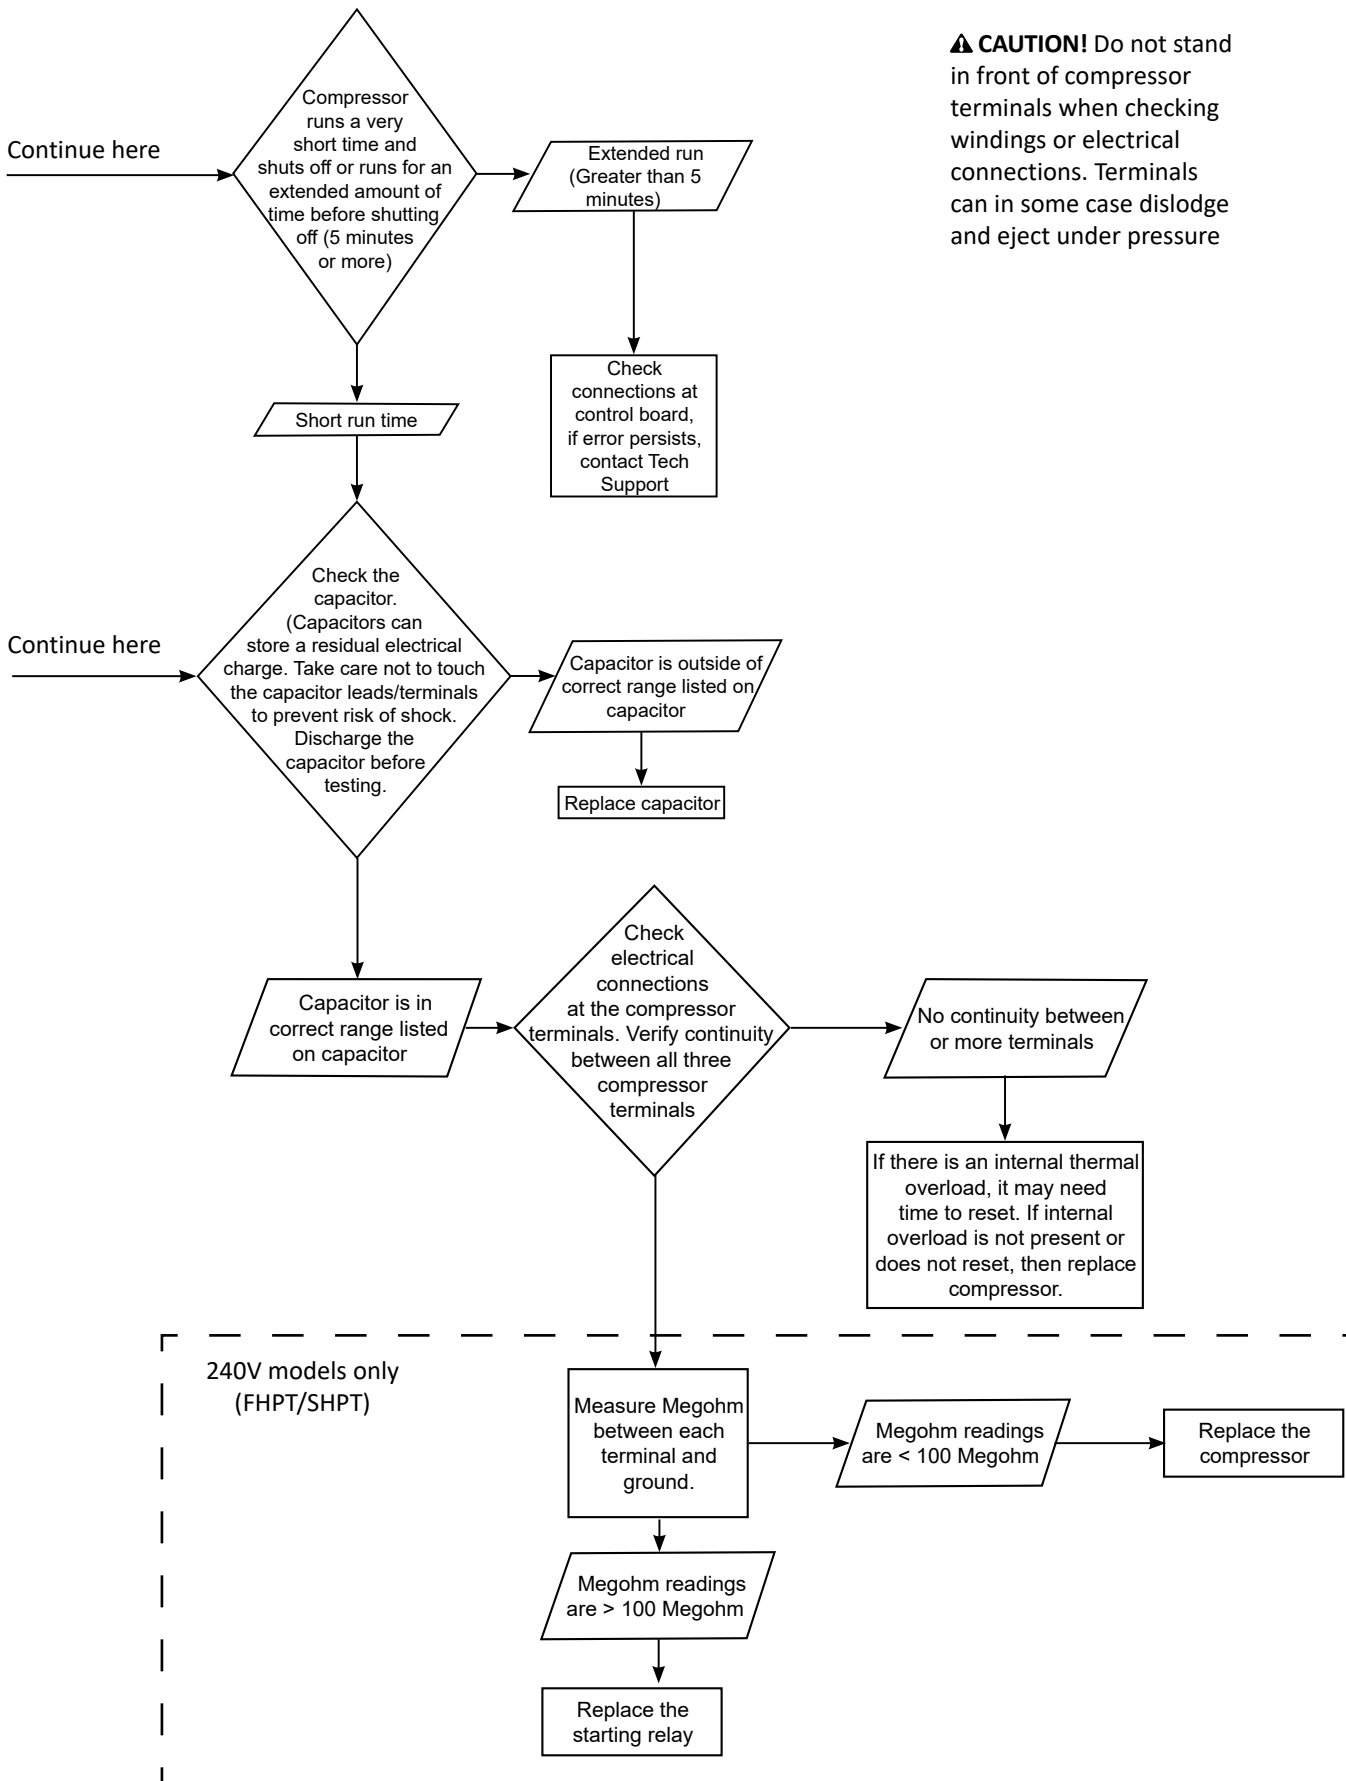 ⚠ CAUTION! Do not stand
in front of compressor
terminals when checking
windings or electrical
connections. Terminals
can in some case dislodge
and eject under pressure
Continue here
Compressor
runs a very
short time and
shuts off or runs for an
extended amount of
time before shutting
off (5 minutes
or more)
Extended run
(Greater than 5
minutes)
Check
connections at
control board,
if error persists,
contact Tech
Support
Short run time
Continue here
Check the
capacitor.
(Capacitors can
store a residual electrical
charge. Take care not to touch
the capacitor leads/terminals
to prevent risk of shock.
Discharge the
capacitor before
testing.
Capacitor is outside of
correct range listed on
capacitor
Replace capacitor
Capacitor is in
correct range listed
on capacitor
Check
electrical
connections
at the compressor
terminals. Verify continuity
between all three
compressor
terminals
No continuity between
or more terminals
If there is an internal thermal
overload, it may need
time to reset. If internal
overload is not present or
does not reset, then replace
compressor.
240V models only
(FHPT/SHPT)
Measure Megohm
between each
terminal and
ground.
Megohm readings
are < 100 Megohm
Replace the
compressor
Megohm readings
are > 100 Megohm
Replace the
starting relay